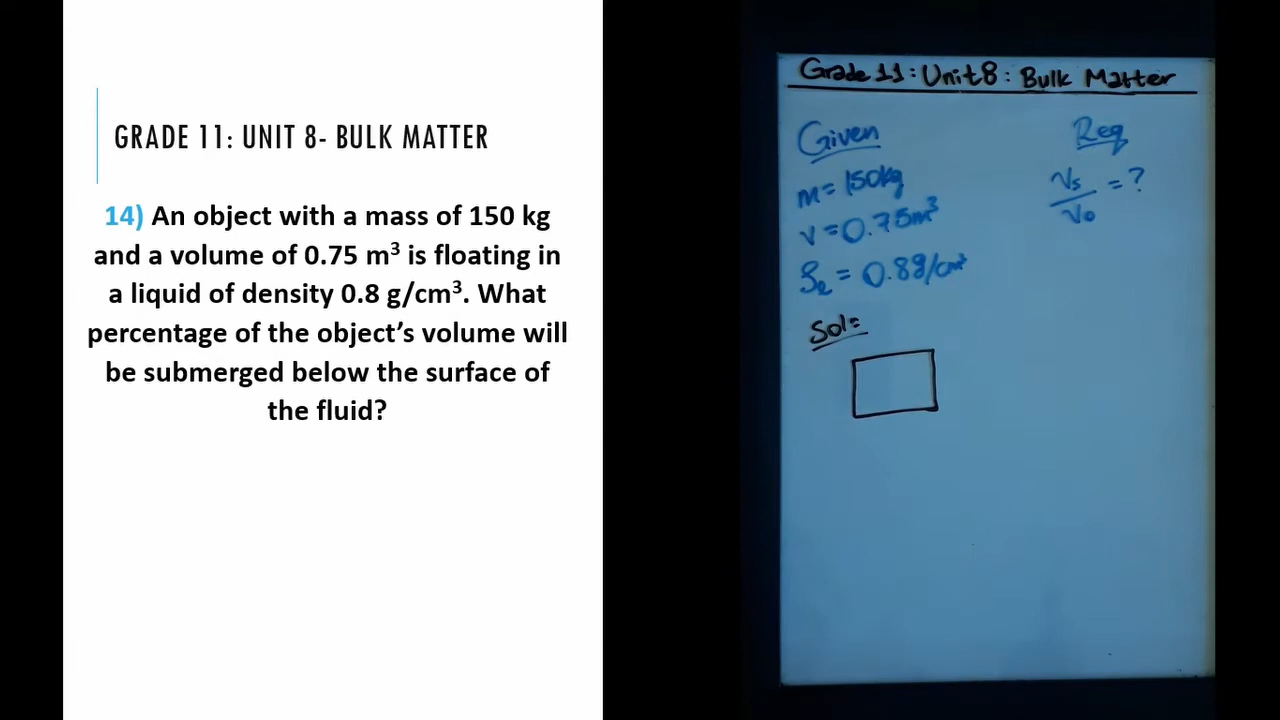 GRADE 11: UNIT 8- BULK MATTER
14) An object with a mass of 150 kg
and a volume of 0.75 m³ is floating in
a liquid of density 0.8 g/cm³. What
percentage of the object’s volume will
be submerged below the surface of
the fluid?
Grade 11: Unit 8: Bulk Matter
Given
m = 150kg
v = 0.75m³
ρ_l = 0.8g/cm³
Req
V_s/V_o = ?
Sol=